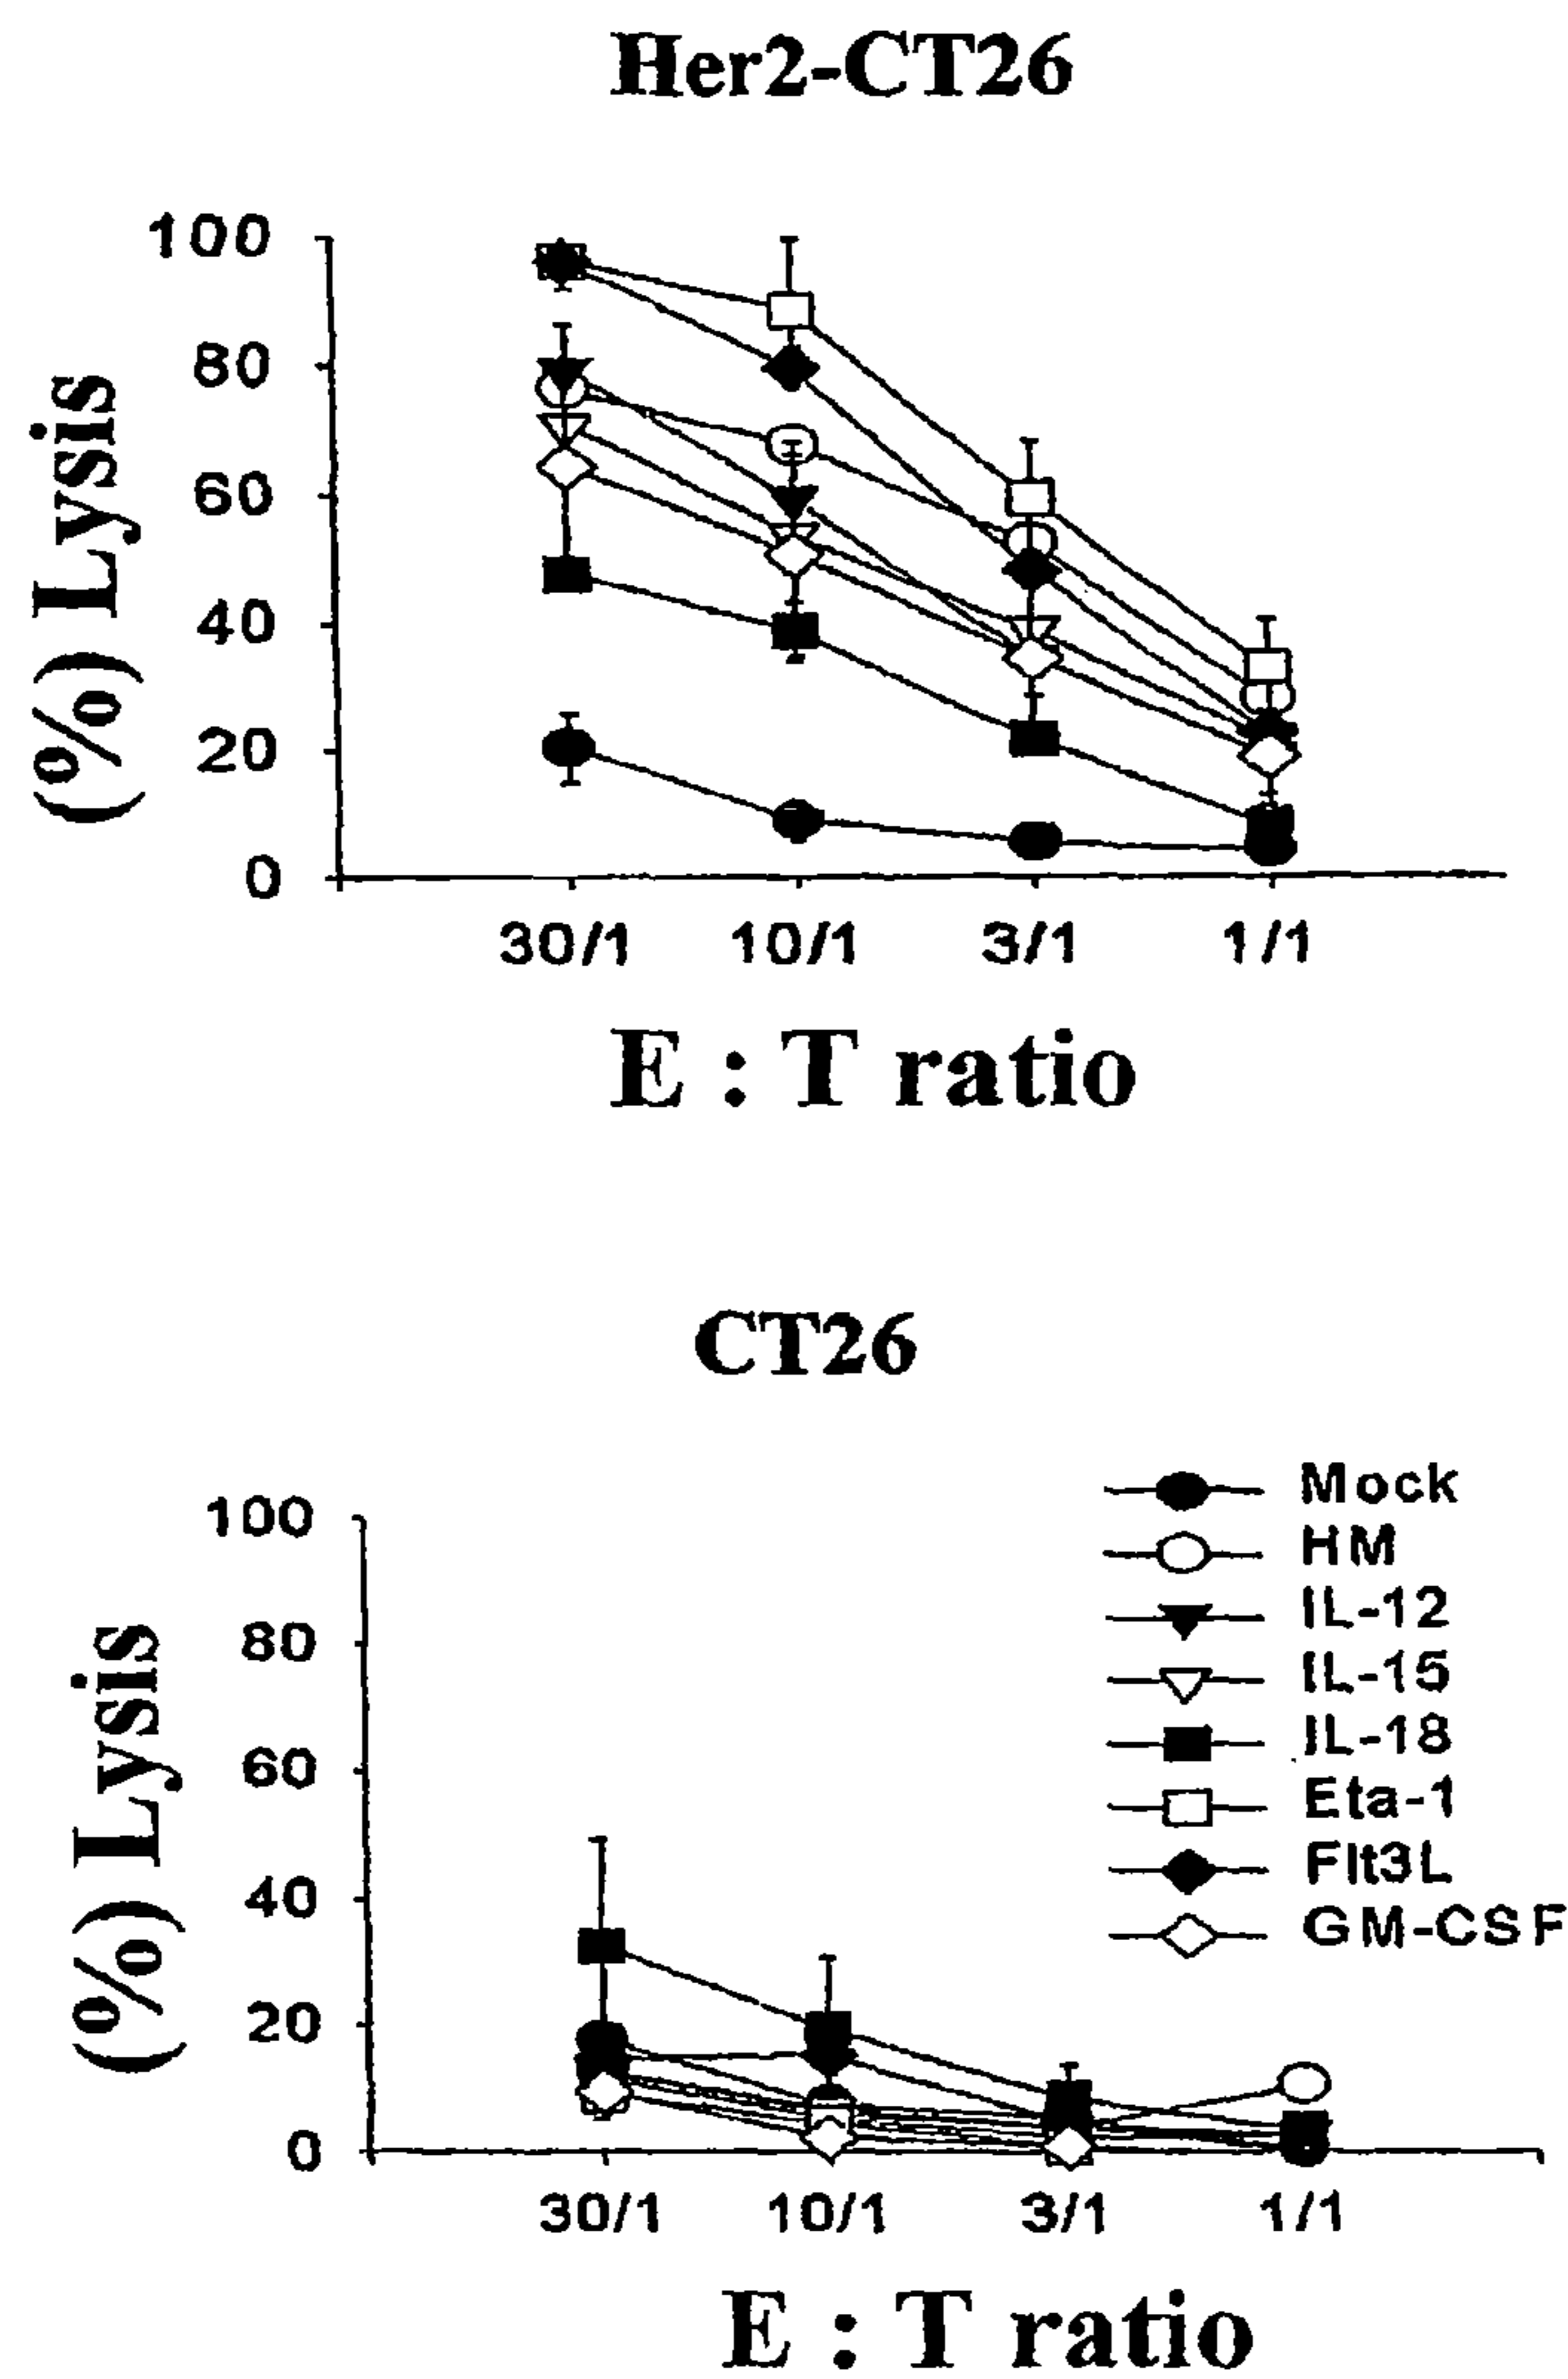 Her2-CT26
100
80
60
40
20
0
(%) Lysis
30/1 10/1 3/1 1/1
E : T ratio
CT26
100
80
60
40
20
0
(%) Lysis
Mock
HM
IL-12
IL-15
IL-18
Eta-1
Flt3L
GM-CSF
30/1 10/1 3/1 1/1
E : T ratio